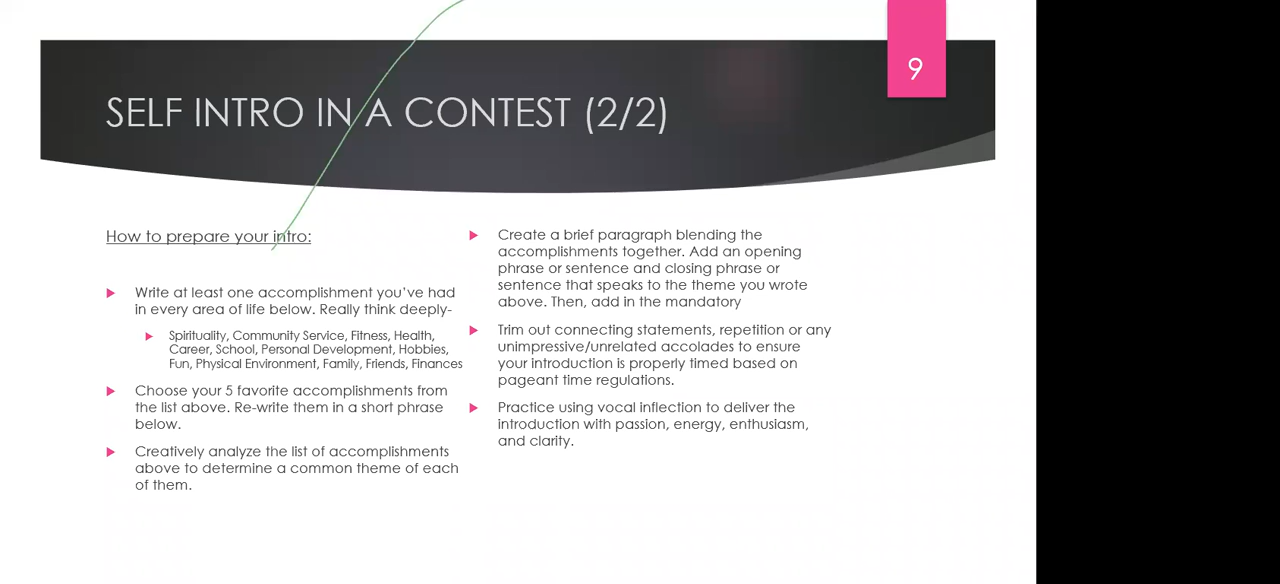 9
SELF INTRO IN A CONTEST (2/2)
How to prepare your intro:
Write at least one accomplishment you’ve had
in every area of life below. Really think deeply-
Spirituality, Community Service, Fitness, Health,
Career, School, Personal Development, Hobbies,
Fun, Physical Environment, Family, Friends, Finances
Choose your 5 favorite accomplishments from
the list above. Re-write them in a short phrase
below.
Creatively analyze the list of accomplishments
above to determine a common theme of each
of them.
Create a brief paragraph blending the
accomplishments together. Add an opening
phrase or sentence and closing phrase or
sentence that speaks to the theme you wrote
above. Then, add in the mandatory
Trim out connecting statements, repetition or any
unimpressive/unrelated accolades to ensure
your introduction is properly timed based on
pageant time regulations.
Practice using vocal inflection to deliver the
introduction with passion, energy, enthusiasm,
and clarity.